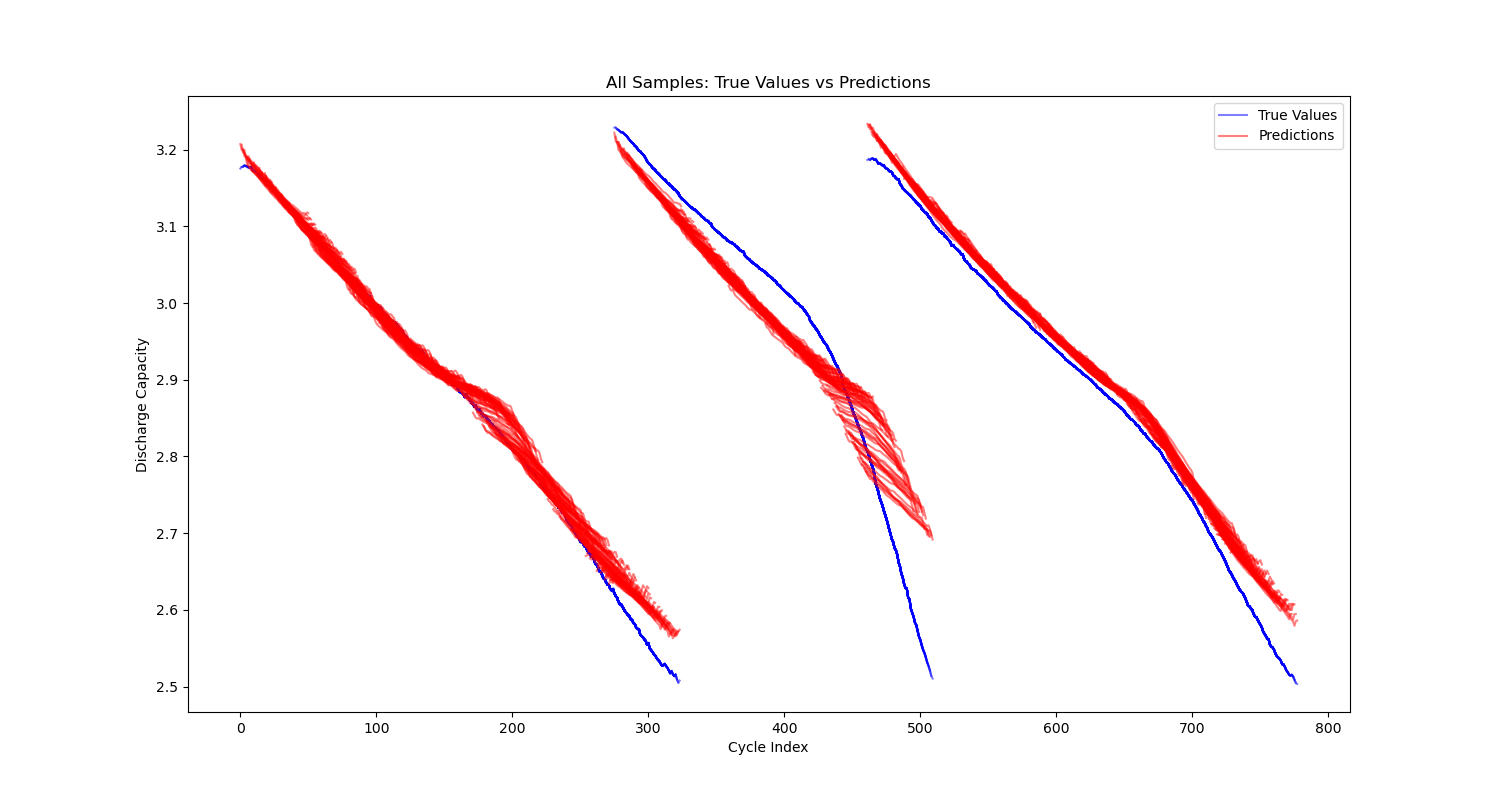 All Samples: True Values vs Predictions
True Values
Predictions
3.2
3.1
3.0
2.9
2.8
2.7
2.6
2.5
Discharge Capacity
0 100 200 300 400 500 600 700 800
Cycle Index